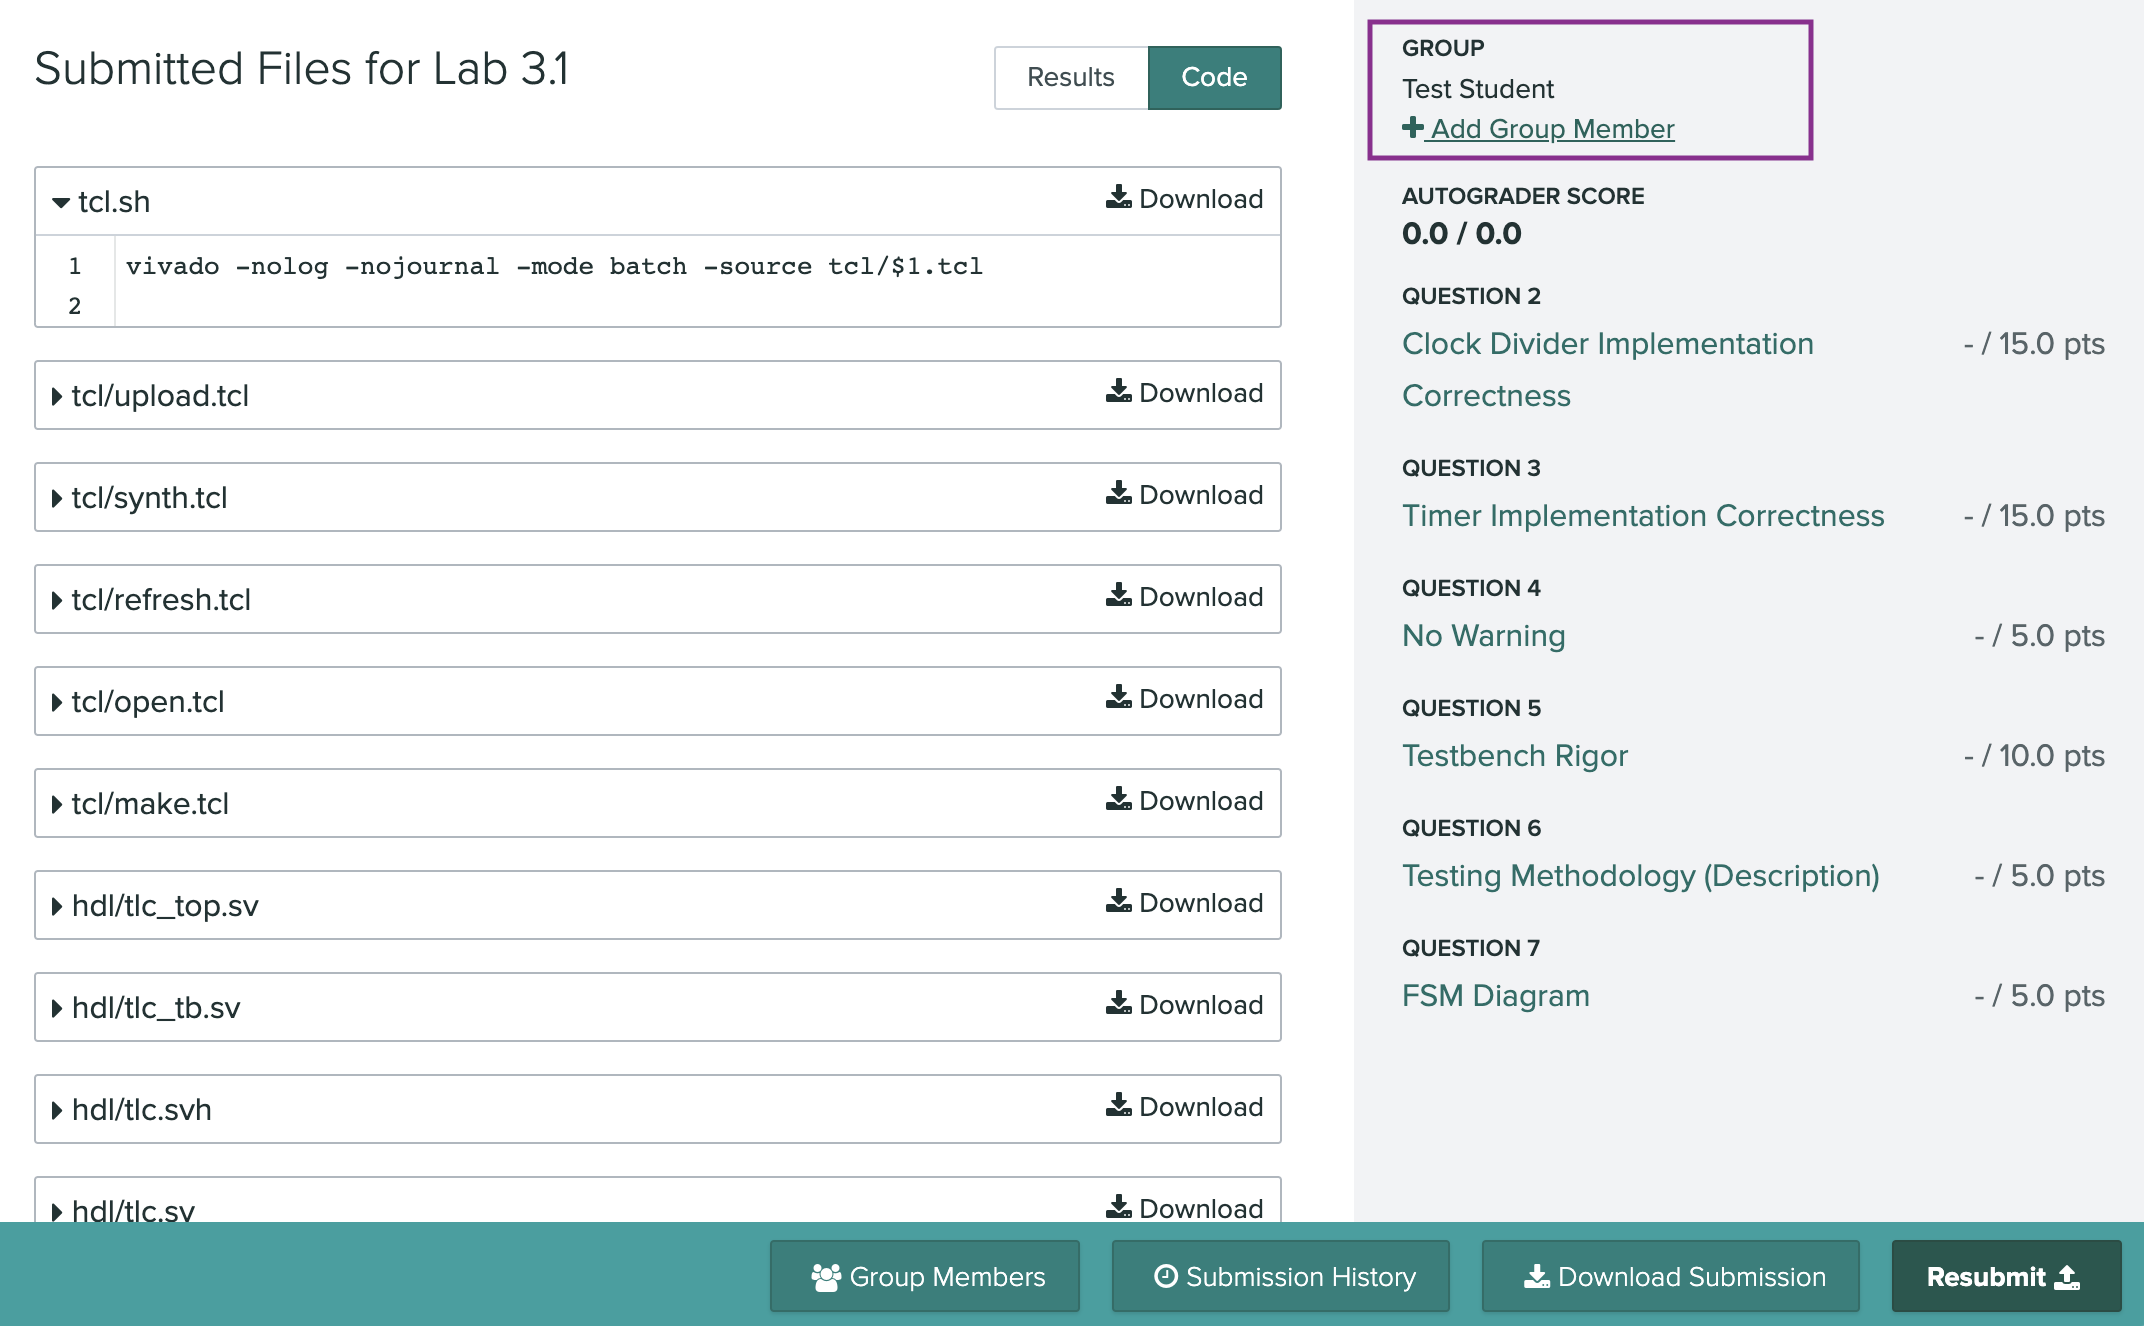 Submitted Files for Lab 3.1
Results
Code
tcl.sh
Download
1 vivado -nolog -nojournal -mode batch -source tcl/$1.tcl
2
tcl/upload.tcl
Download
tcl/synth.tcl
Download
tcl/refresh.tcl
Download
tcl/open.tcl
Download
tcl/make.tcl
Download
hdl/tlc_top.sv
Download
hdl/tlc_tb.sv
Download
hdl/tlc.svh
Download
hdl/tlc.sv
Download
GROUP
Test Student
Add Group Member
AUTOGRADER SCORE
0.0 / 0.0
QUESTION 2
Clock Divider Implementation - / 15.0 pts
Correctness
QUESTION 3
Timer Implementation Correctness - / 15.0 pts
QUESTION 4
No Warning - / 5.0 pts
QUESTION 5
Testbench Rigor - / 10.0 pts
QUESTION 6
Testing Methodology (Description) - / 5.0 pts
QUESTION 7
FSM Diagram - / 5.0 pts
Group Members
Submission History
Download Submission
Resubmit